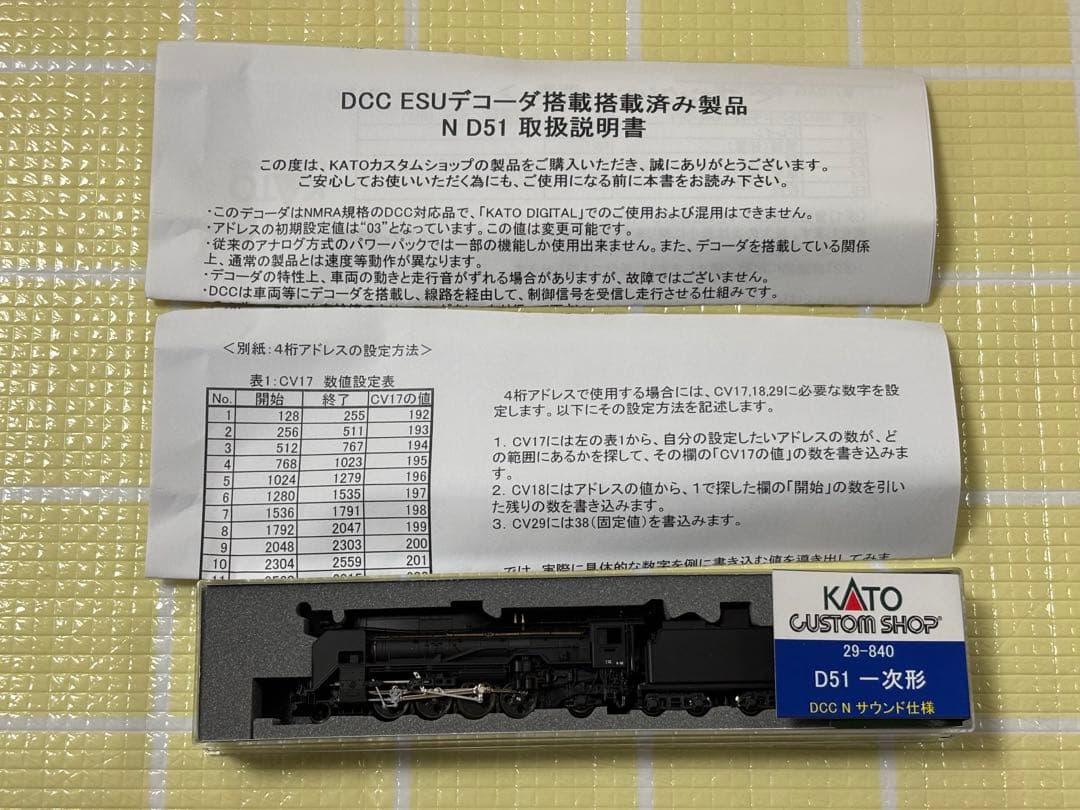 DCC ESUデコーダ搭載搭載済み製品
N D51 取扱説明書
この度は、KATOカスタムショップの製品をご購入いただき、誠にありがとうございます。
ご安心してお使いいただく為にも、ご使用になる前に本書をお読み下さい。
・このデコーダはNMRA規格のDCC対応品で、「KATO DIGITAL」でのご使用および混用はできません。
・アドレスの初期設定値は“03”となっています。この値は変更可能です。
・従来のアナログ方式のパワーパックでは一部の機能しか使用出来ません。また、デコーダを搭載している関係
上、通常の製品とは速度等動作が異なります。
・デコーダの特性上、車両の動きと走行音がずれる場合がありますが、故障ではございません。
・DCCは車両等にデコーダを搭載し、線路を経由して、制御信号を受信し走行させる仕組みです。
＜別紙：４桁アドレスの設定方法＞
表1：CV17 数値設定表
No. 開始 終了 CV17の値
1 128 255 192
2 256 511 193
3 512 767 194
4 768 1023 195
5 1024 1279 196
6 1280 1535 197
7 1536 1791 198
8 1792 2047 199
9 2048 2303 200
10 2304 2559 201
４桁アドレスで使用する場合には、CV17,18,29に必要な数字を設
定します。以下にその設定方法を記述します。
１．CV17には左の表1から、自分の設定したいアドレスの数が、ど
の範囲にあるかを探して、その欄の「CV17の値」の数を書き込みま
す。
２．CV18にはアドレスの値から、１で探した欄の「開始」の数を引い
た残りの数を書き込みます。
３．CV29には38(固定値)を書込みます。
では、実際に具体的な数字を例に書き込む値を導き出してみま
KATO
CUSTOM SHOP
29-840
D51 一次形
DCC N サウンド仕様